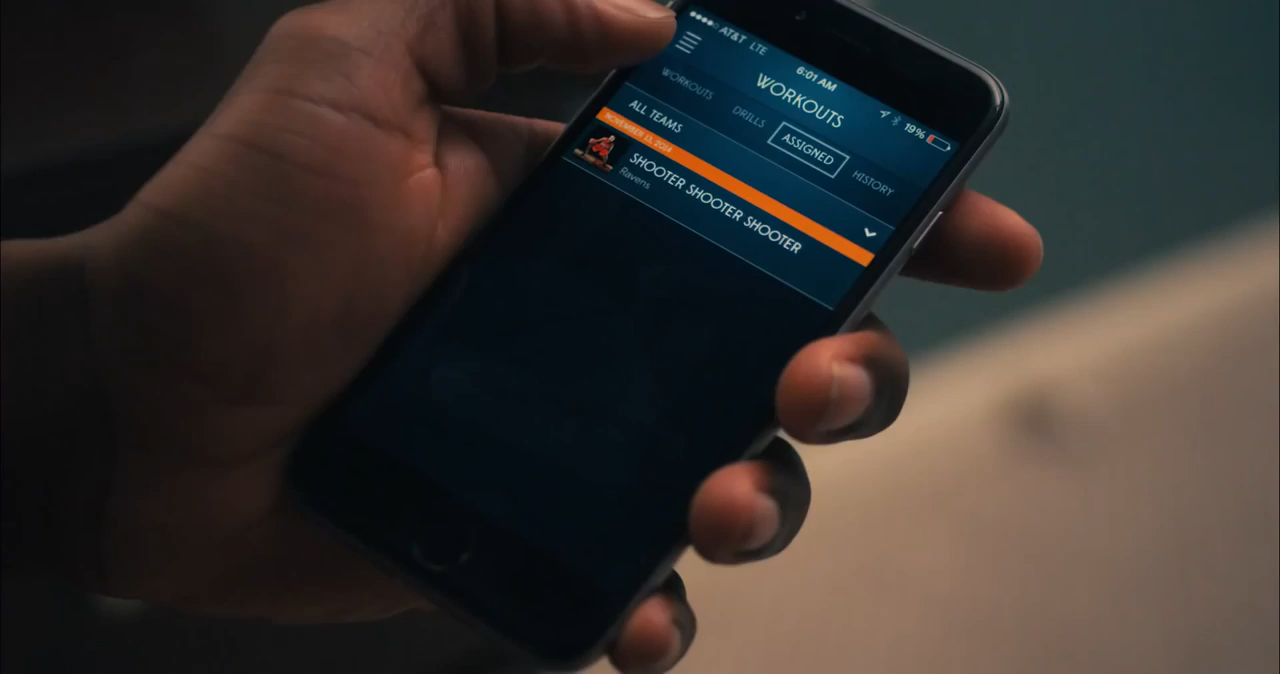 AT&T LTE 6:01 AM 19%
WORKOUTS
WORKOUTS DRILLS ASSIGNED HISTORY
ALL TEAMS
NOVEMBER 13, 2014
SHOOTER SHOOTER SHOOTER
Ravens